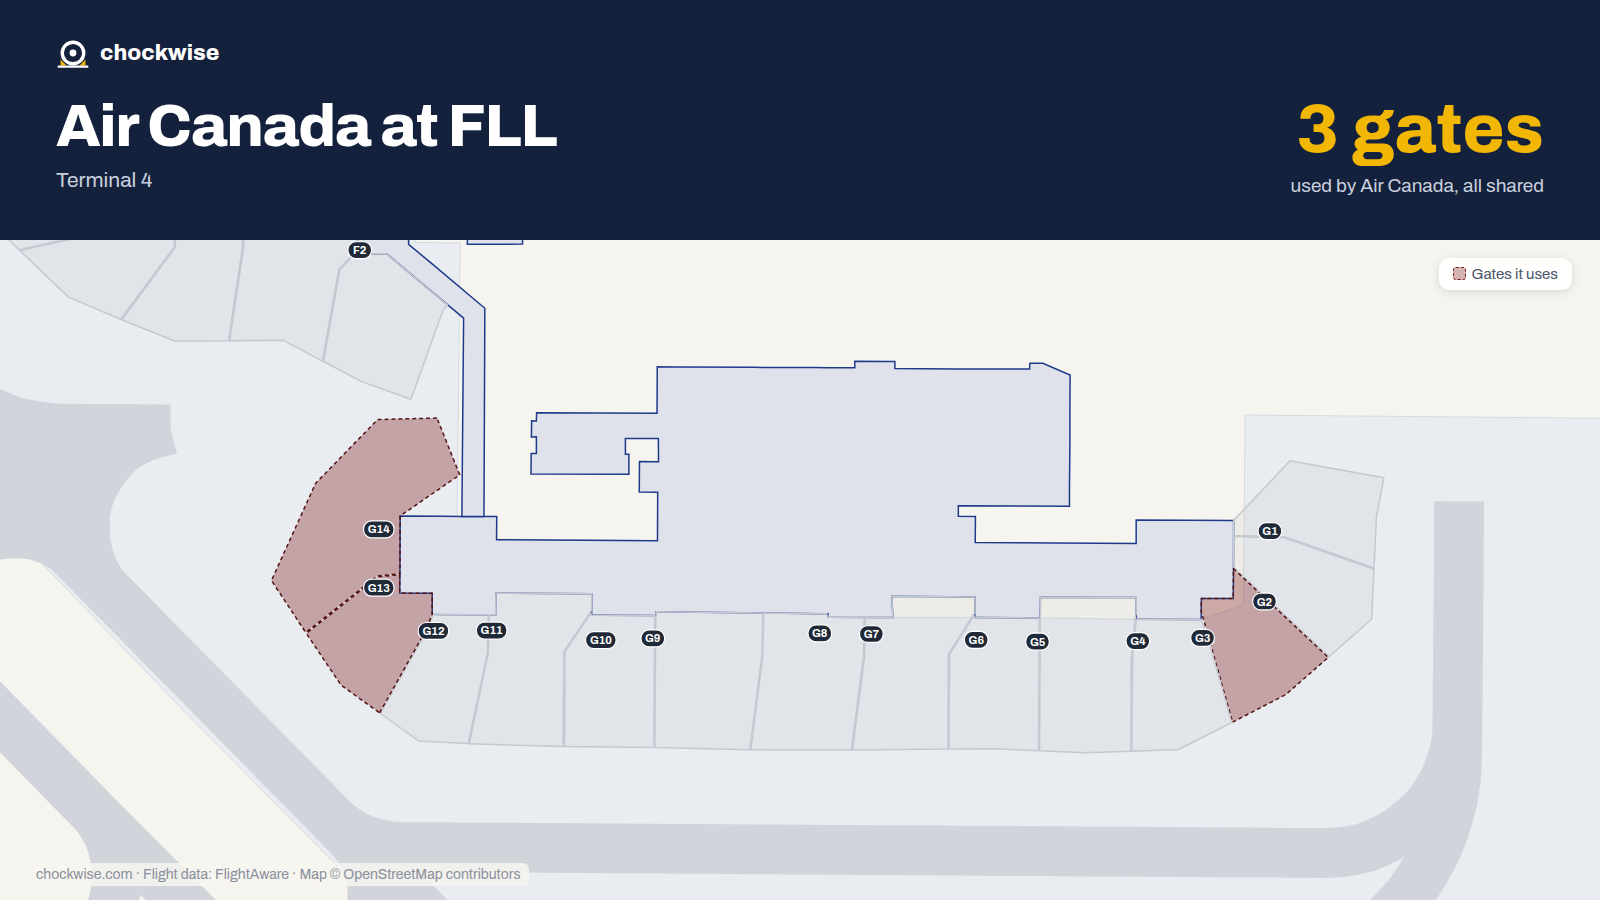 chockwise
Air Canada at FLL
Terminal 4
3 gates
used by Air Canada, all shared
F2
Gates it uses
G14
G1
G13
G2
G12
G11
G10
G9
G8
G7
G6
G5
G4
G3
chockwise.com · Flight data: FlightAware · Map © OpenStreetMap contributors